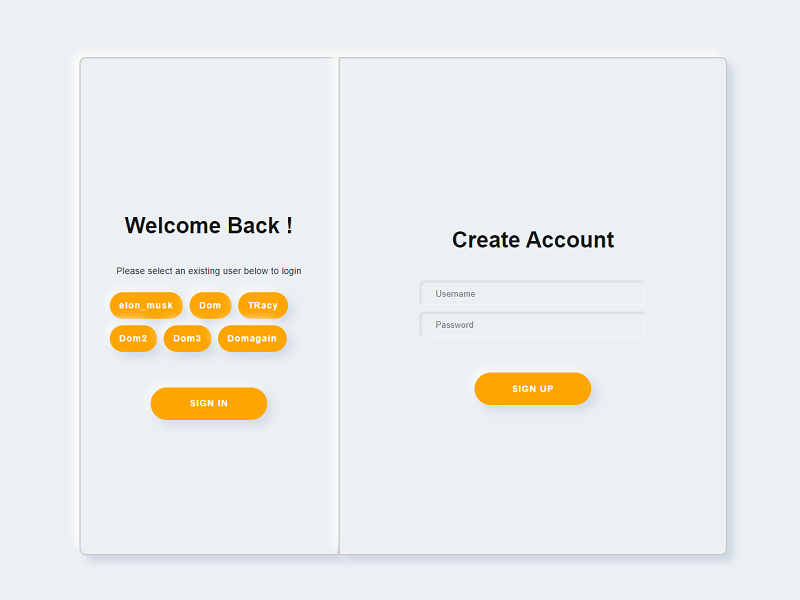 Welcome Back !
Please select an existing user below to login
elon_musk Dom TRacy
Dom2 Dom3 Domagain
SIGN IN
Create Account
Username
Password
SIGN UP